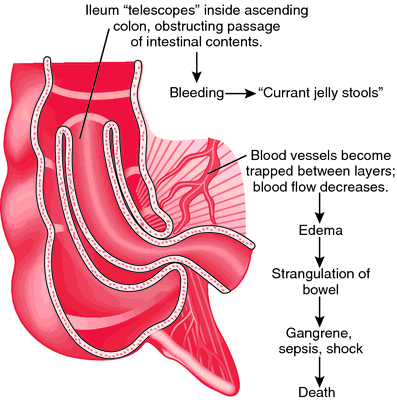 Ileum “telescopes” inside ascending
colon, obstructing passage
of intestinal contents.
Bleeding
“Currant jelly stools”
Blood vessels become
trapped between layers;
blood flow decreases.
Edema
Strangulation of
bowel
Gangrene,
sepsis, shock
Death